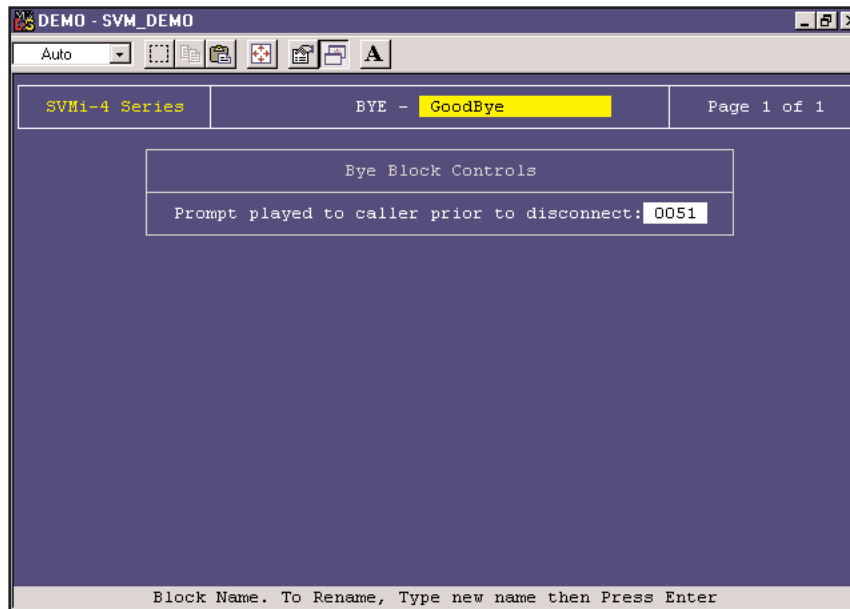 DEMO - SVM_DEMO
Auto
A
SVMi-4 Series
BYE - GoodBye
Page 1 of 1
Bye Block Controls
Prompt played to caller prior to disconnect: 0051
Block Name. To Rename, Type new name then Press Enter